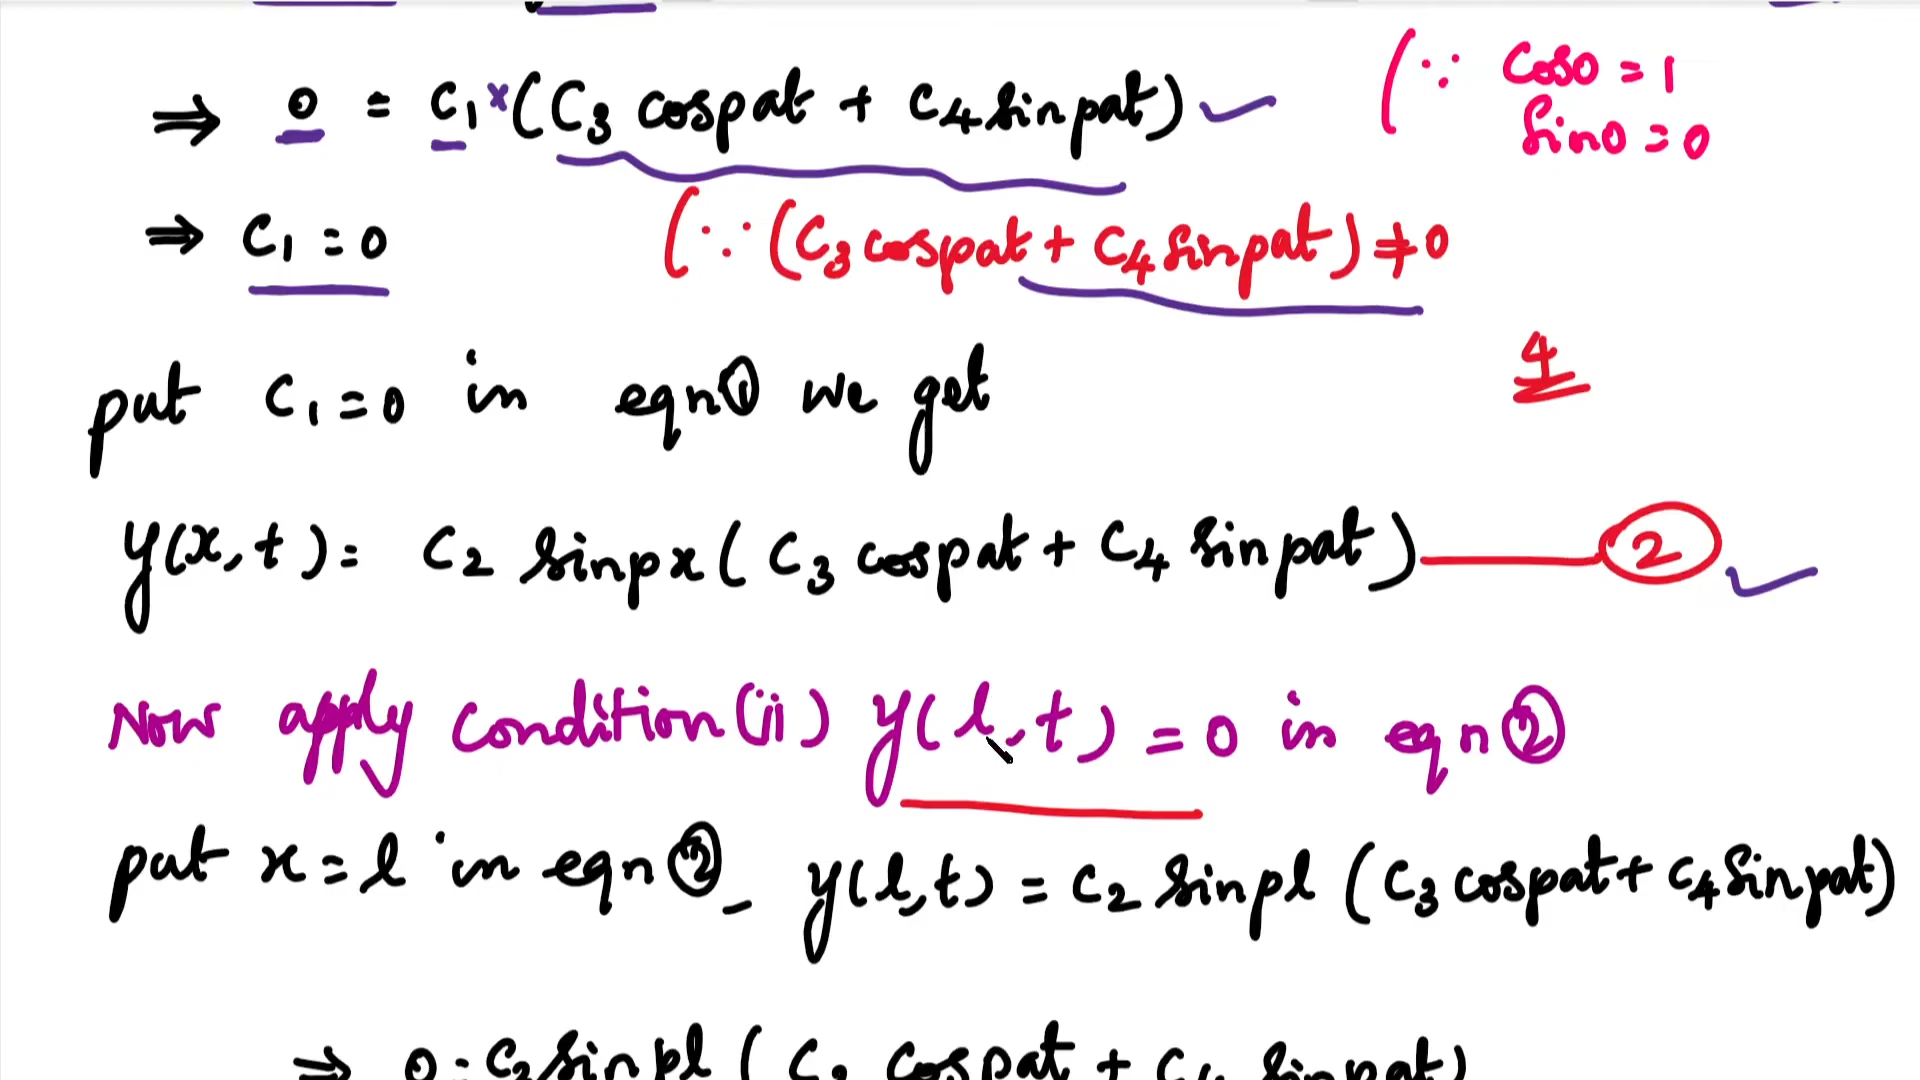 ⇒ 0 = C₁×(C₃ cospat + C₄ sinpat) (∵ Cos0 = 1
Sin0 = 0
⇒ C₁ = 0 (∵ (C₃ cospat + C₄ sinpat) ≠ 0
4
put C₁ = 0 in eqn① we get
y(x,t) = C₂ sinpx (C₃ cospat + C₄ sinpat) — ②
Now apply condition (ii) y(l,t) = 0 in eqn②
put x = l in eqn② - y(l,t) = C₂ sinpl (C₃ cospat + C₄ sinpat)
⇒ 0 = C₂ sinpl (C₃ cospat + C₄ sinpat)